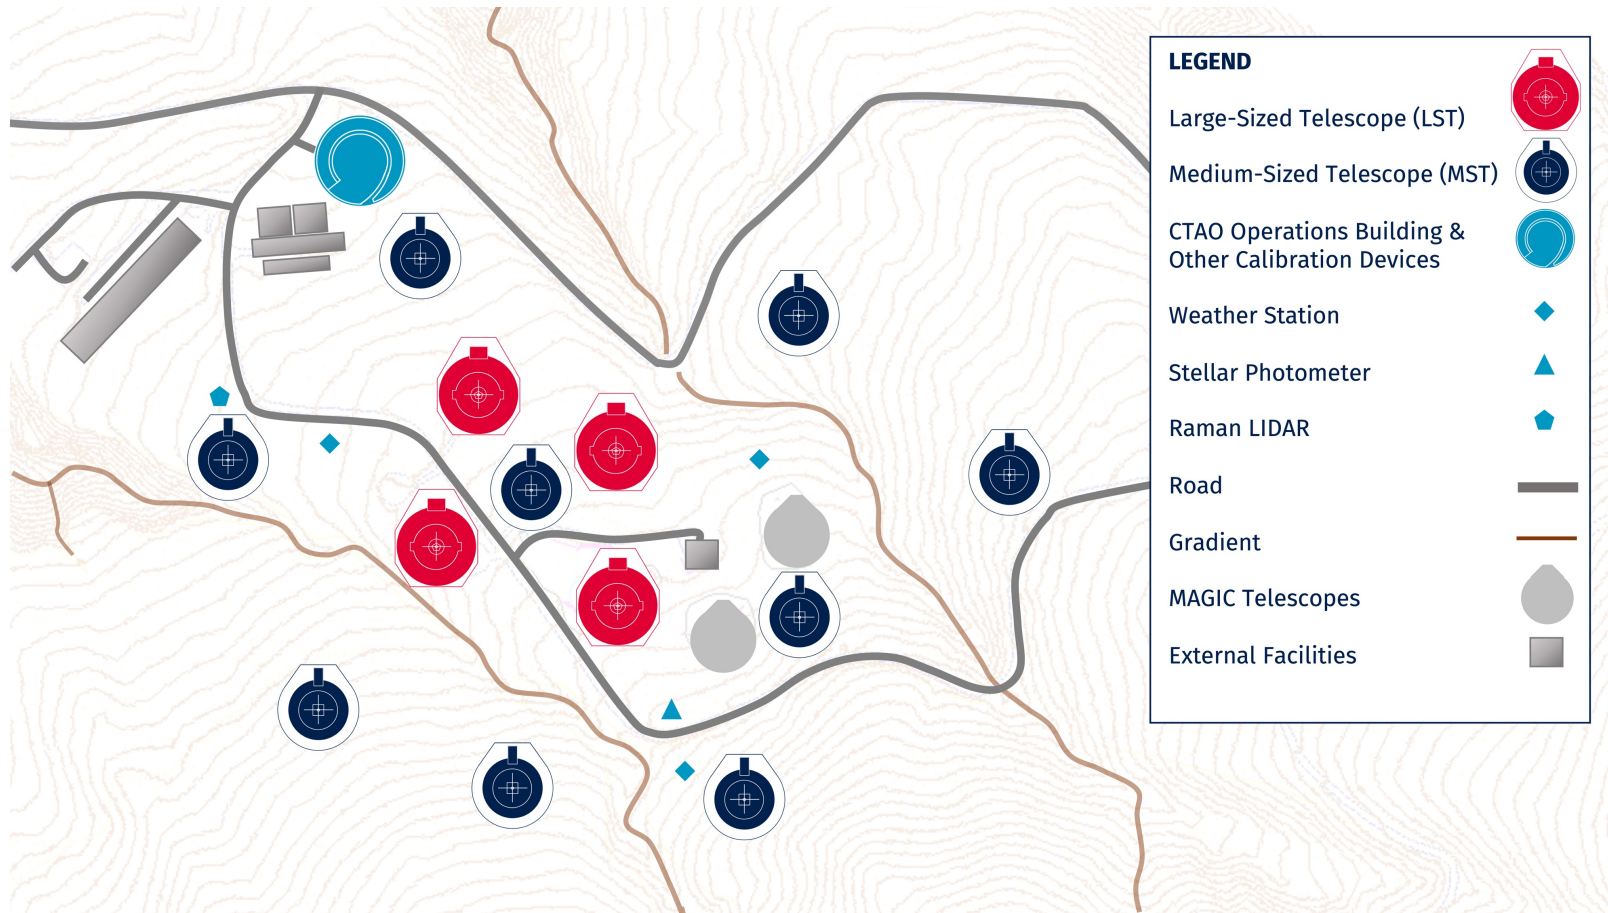 LEGEND
Large-Sized Telescope (LST)
Medium-Sized Telescope (MST)
CTAO Operations Building &
Other Calibration Devices
Weather Station
Stellar Photometer
Raman LIDAR
Road
Gradient
MAGIC Telescopes
External Facilities